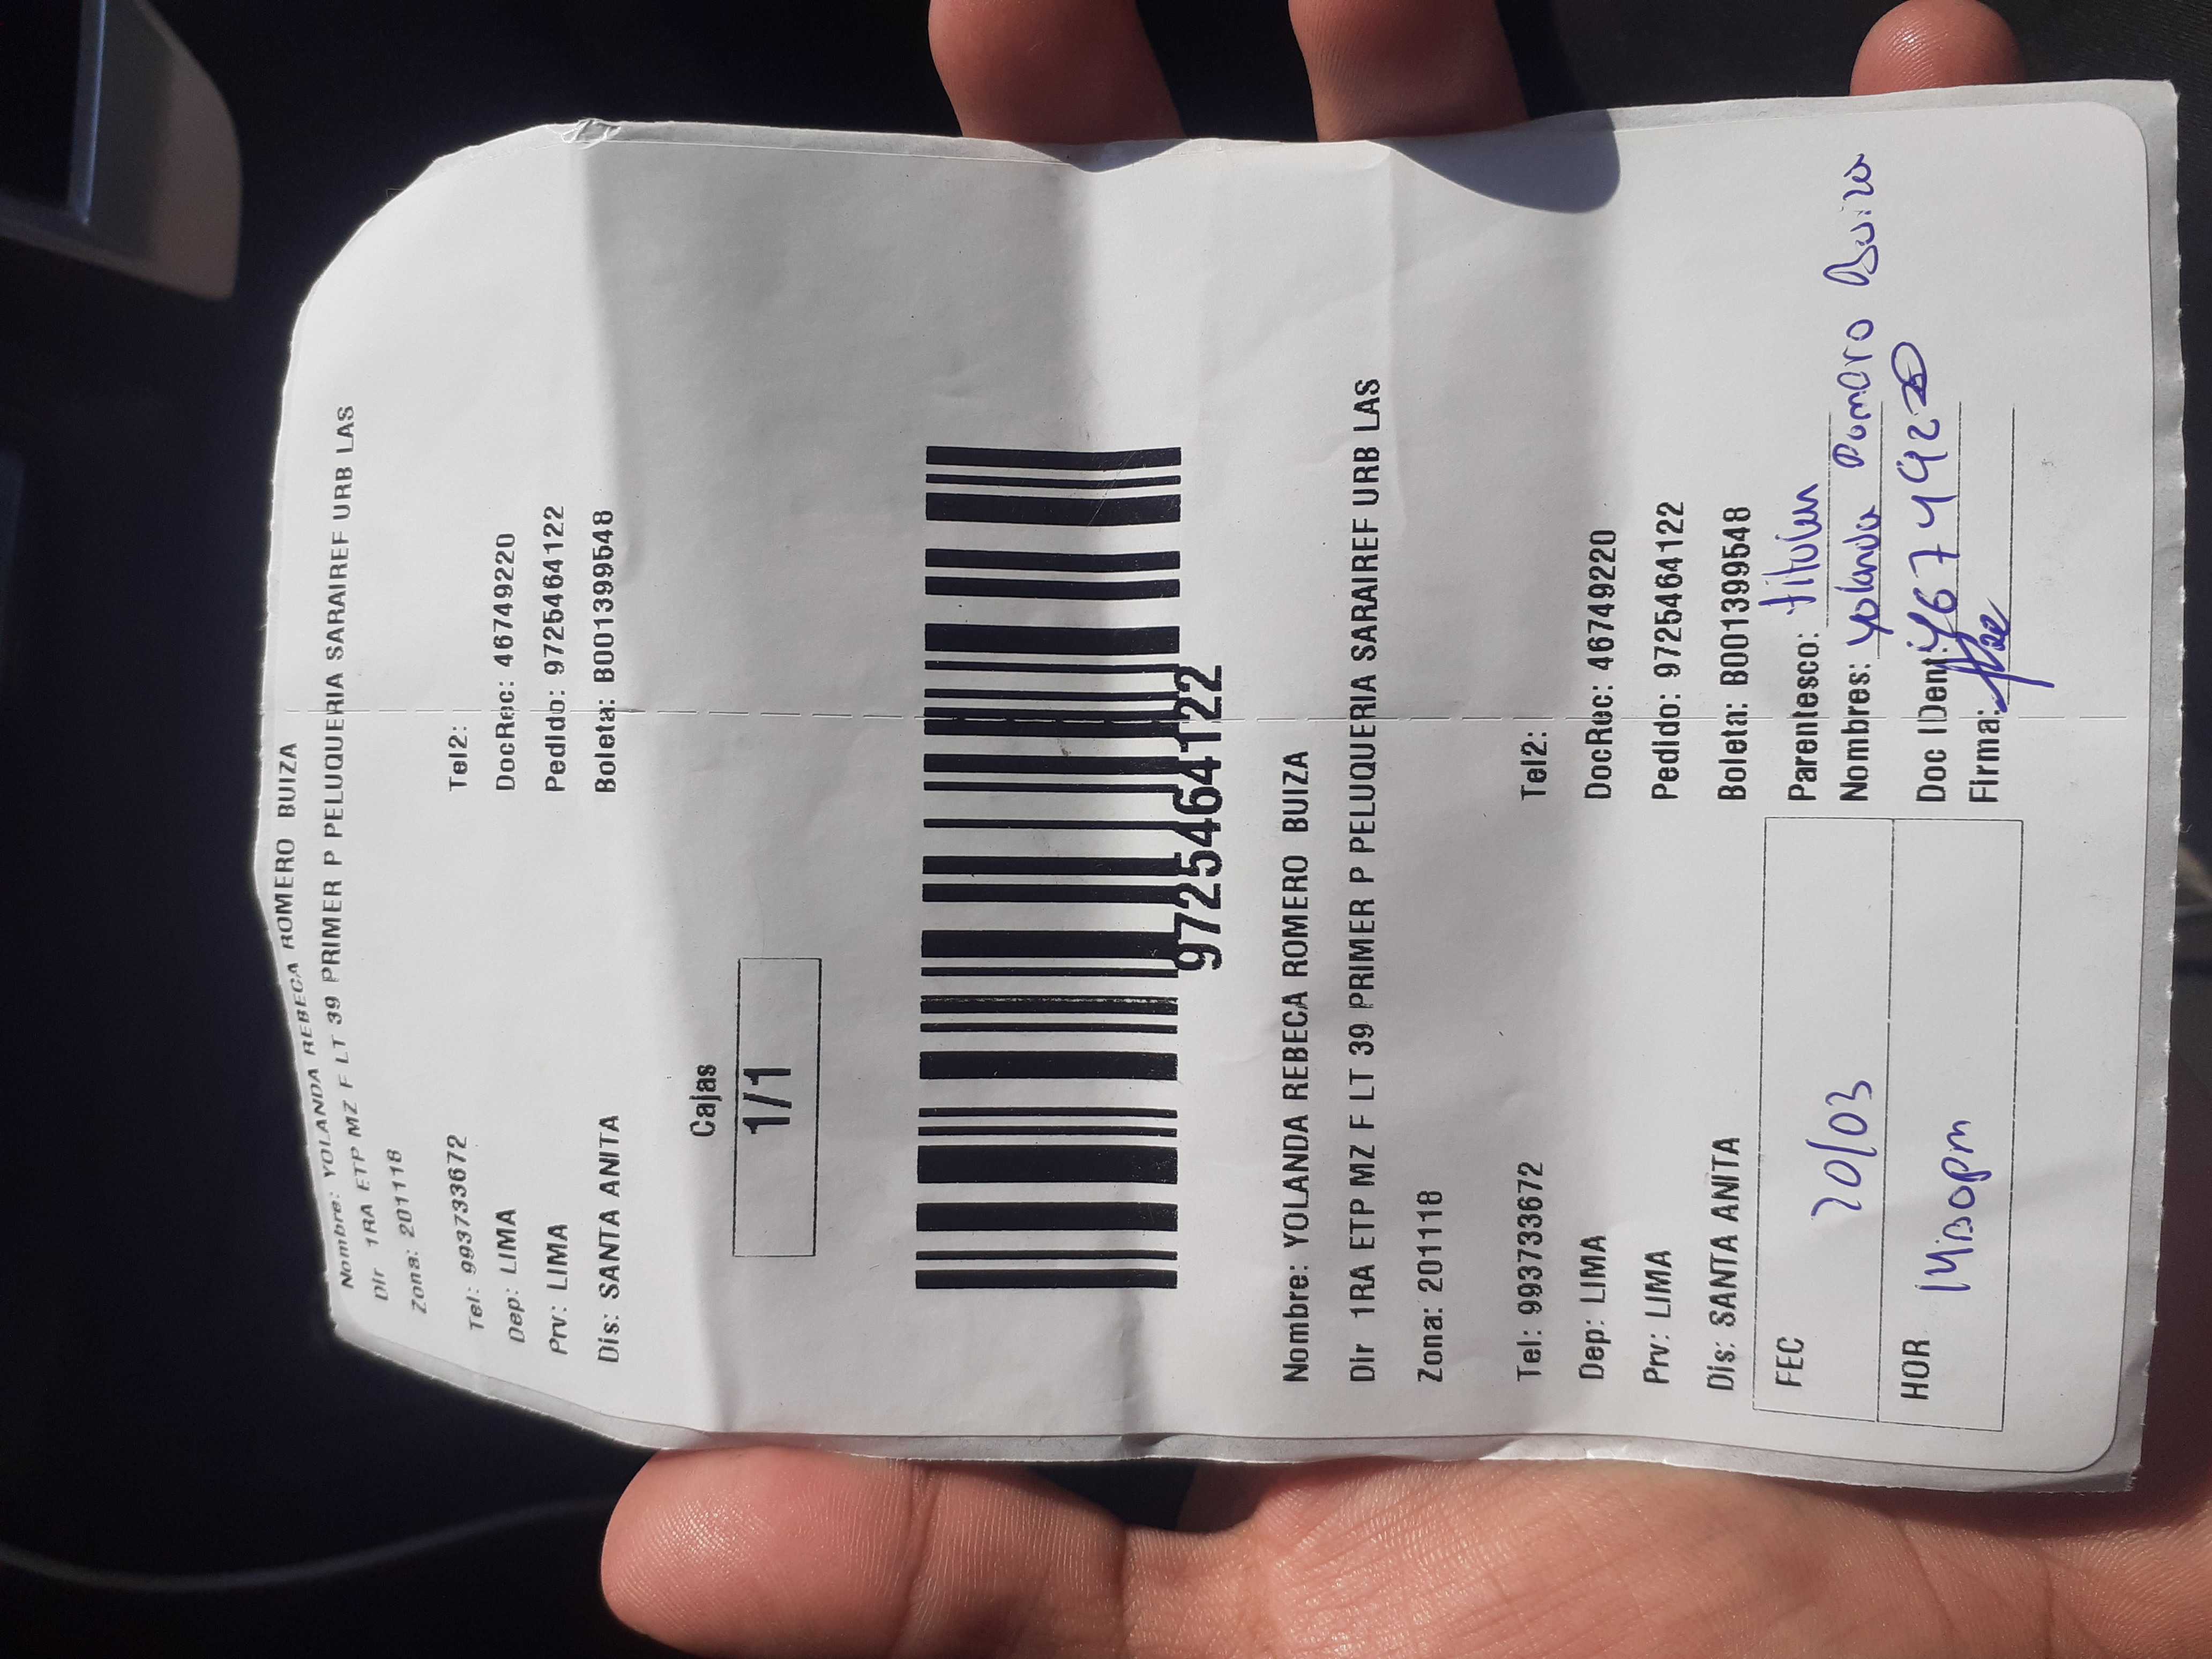 Nombre: YOLANDA REBECA ROMERO BUIZA
Dir 1RA ETP MZ F LT 39 PRIMER P PELUQUERIA SARAIREF URB LAS
Zona: 201118
Tel: 993733672 Tel2:
Dep: LIMA DocRec: 46749220
Prv: LIMA Pedido: 9725464122
Dis: SANTA ANITA Boleta: B001399548
Cajas
1/1
9725464122
Nombre: YOLANDA REBECA ROMERO BUIZA
Dir 1RA ETP MZ F LT 39 PRIMER P PELUQUERIA SARAIREF URB LAS
Zona: 201118
Tel: 993733672 Tel2:
Dep: LIMA DocRec: 46749220
Prv: LIMA Pedido: 9725464122
Dis: SANTA ANITA Boleta: B001399548
FEC 20/03 Parentesco: titular
Nombres: Yolanda Romero Buiza
HOR Doc IDen: 46749220
Firma: